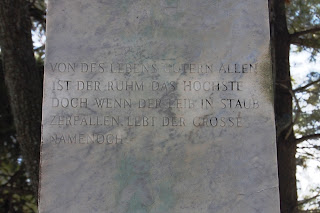 VON DES LEBENS GÜTERN ALLEN
IST DER RUHM DAS HÖCHSTE
DOCH WENN DER LEIB IN STAUB
ZERFALLEN LEBT DER GROSSE
NAME NOCH